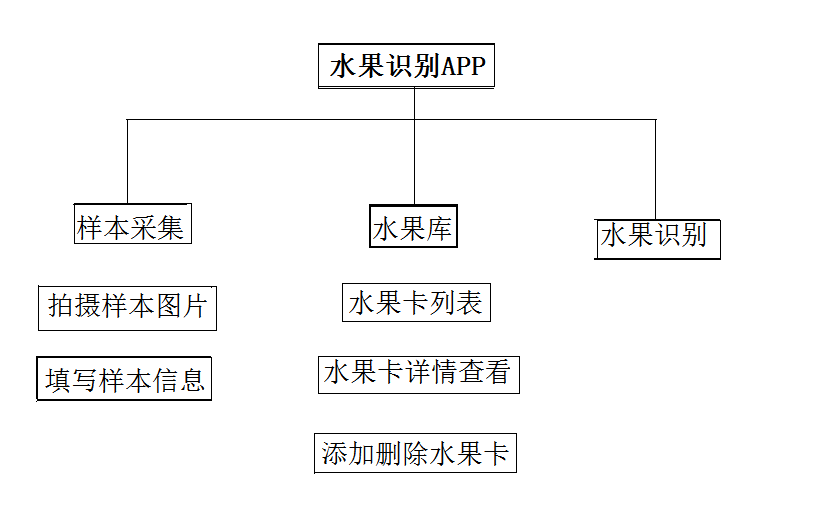 水果识别APP
样本采集
水果库
水果识别
拍摄样本图片
水果卡列表
填写样本信息
水果卡详情查看
添加删除水果卡